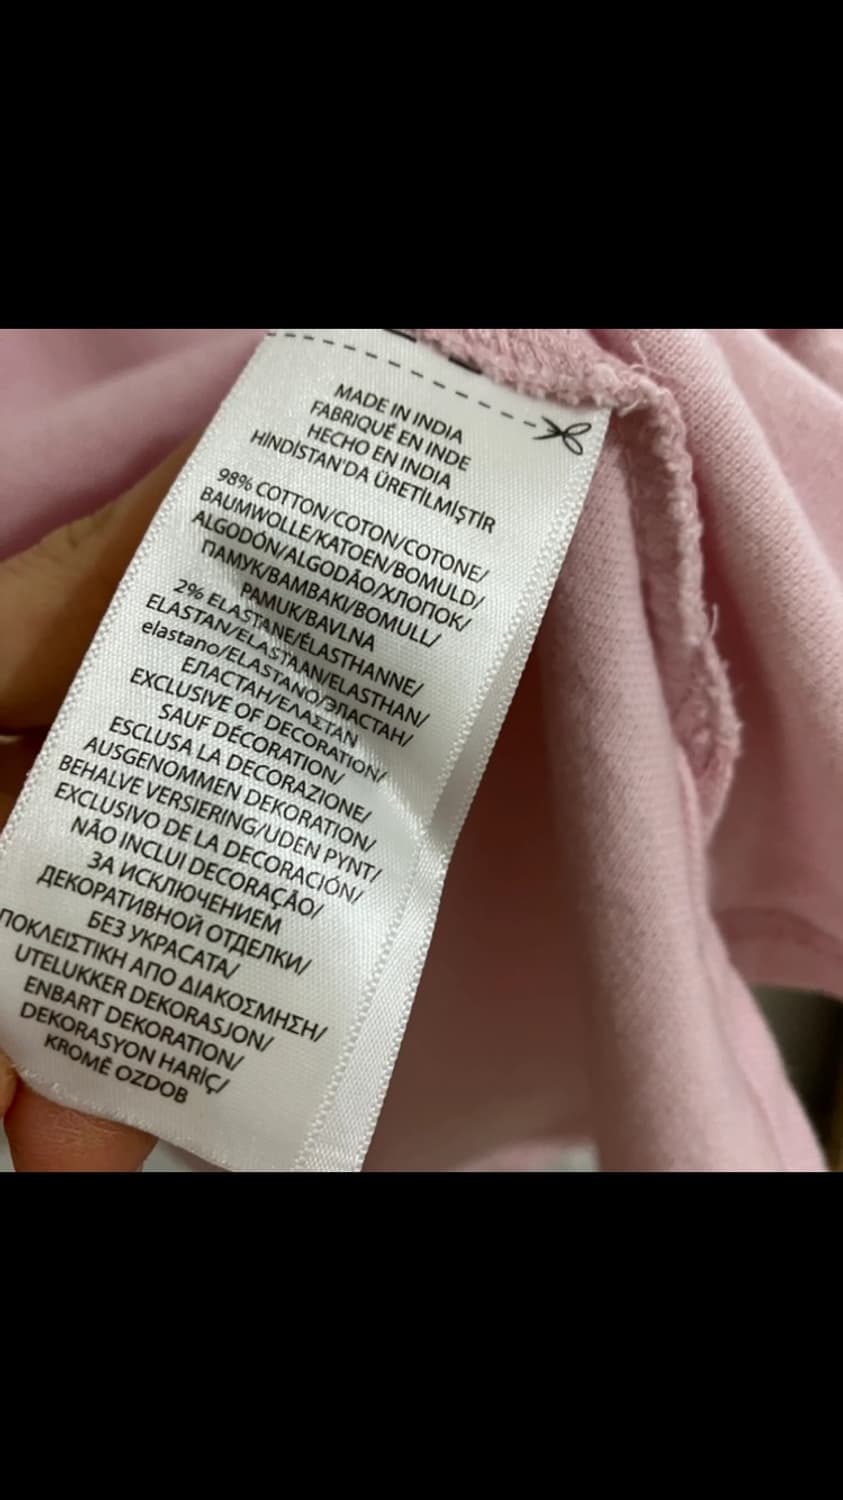 MADE IN INDIA
FABRIQUÉ EN INDE
HECHO EN INDIA
HİNDİSTAN'DA ÜRETİLMİŞTİR
98% COTTON/COTON/COTONE/
BAUMWOLLE/KATOEN/BOMULD/
ALGODÓN/ALGODÃO/ХЛОПОК/
ПАМУК/BAMBAKI/BOMULL/
PAMUK/BAVLNA
2% ELASTANE/ÉLASTHANNE/
ELASTAN/ELASTAAN/ELASTHAN/
elastano/ELASTANO/ЭЛАСТАН/
ЕЛАСТАН/ΕΛΑΣΤΑΝ
EXCLUSIVE OF DECORATION/
SAUF DÉCORATION/
ESCLUSA LA DECORAZIONE/
AUSGENOMMEN DEKORATION/
BEHALVE VERSIERING/UDEN PYNT/
EXCLUSIVO DE LA DECORACIÓN/
NÃO INCLUI DECORAÇÃO/
ЗА ИСКЛЮЧЕНИЕМ
ДЕКОРАТИВНОЙ ОТДЕЛКИ/
БЕЗ УКРАСАТА/
ΠΟΚΛΕΙΣΤΙΚΗ ΑΠΟ ΔΙΑΚΟΣΜΗΣΗ/
UTELUKKER DEKORASJON/
ENBART DEKORATION/
DEKORASYON HARİÇ/
KROMĚ OZDOB